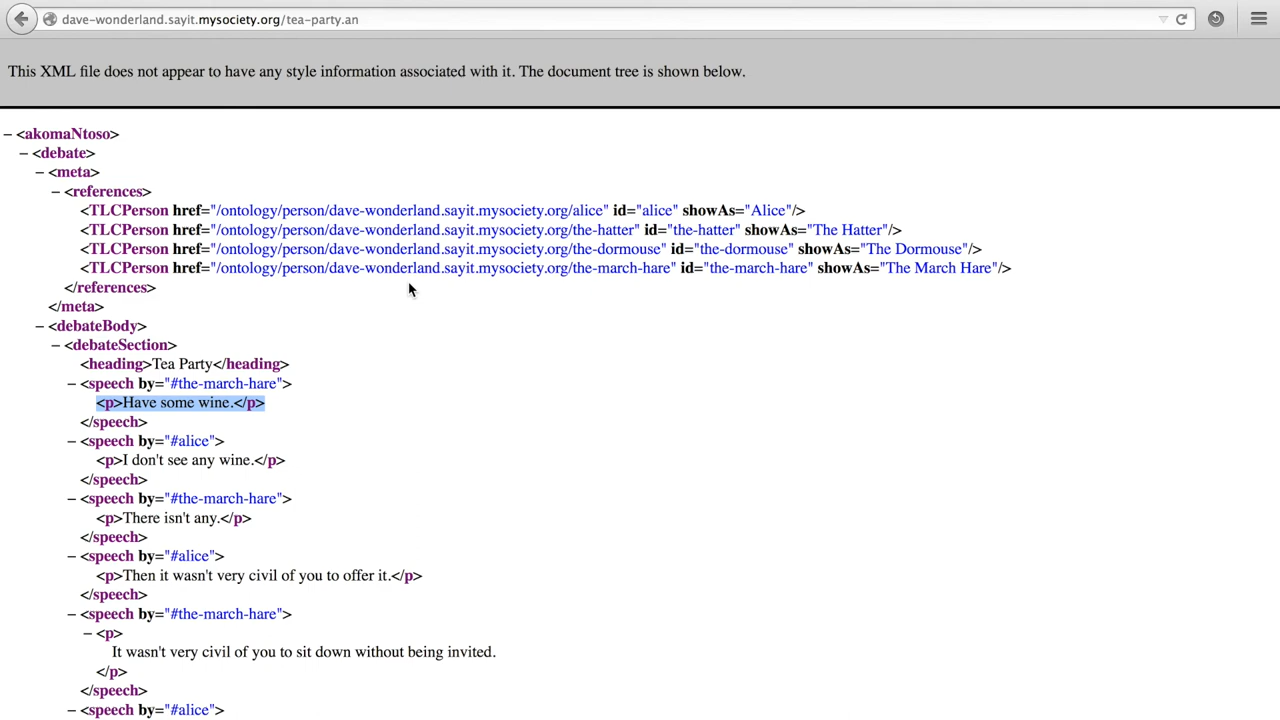 dave-wonderland.sayit.mysociety.org/tea-party.an
This XML file does not appear to have any style information associated with it. The document tree is shown below.
– <akomaNtoso>
– <debate>
– <meta>
– <references>
<TLCPerson href="/ontology/person/dave-wonderland.sayit.mysociety.org/alice" id="alice" showAs="Alice"/>
<TLCPerson href="/ontology/person/dave-wonderland.sayit.mysociety.org/the-hatter" id="the-hatter" showAs="The Hatter"/>
<TLCPerson href="/ontology/person/dave-wonderland.sayit.mysociety.org/the-dormouse" id="the-dormouse" showAs="The Dormouse"/>
<TLCPerson href="/ontology/person/dave-wonderland.sayit.mysociety.org/the-march-hare" id="the-march-hare" showAs="The March Hare"/>
</references>
</meta>
– <debateBody>
– <debateSection>
<heading>Tea Party</heading>
– <speech by="#the-march-hare">
<p>Have some wine.</p>
</speech>
– <speech by="#alice">
<p>I don't see any wine.</p>
</speech>
– <speech by="#the-march-hare">
<p>There isn't any.</p>
</speech>
– <speech by="#alice">
<p>Then it wasn't very civil of you to offer it.</p>
</speech>
– <speech by="#the-march-hare">
– <p>
It wasn't very civil of you to sit down without being invited.
</p>
</speech>
– <speech by="#alice">